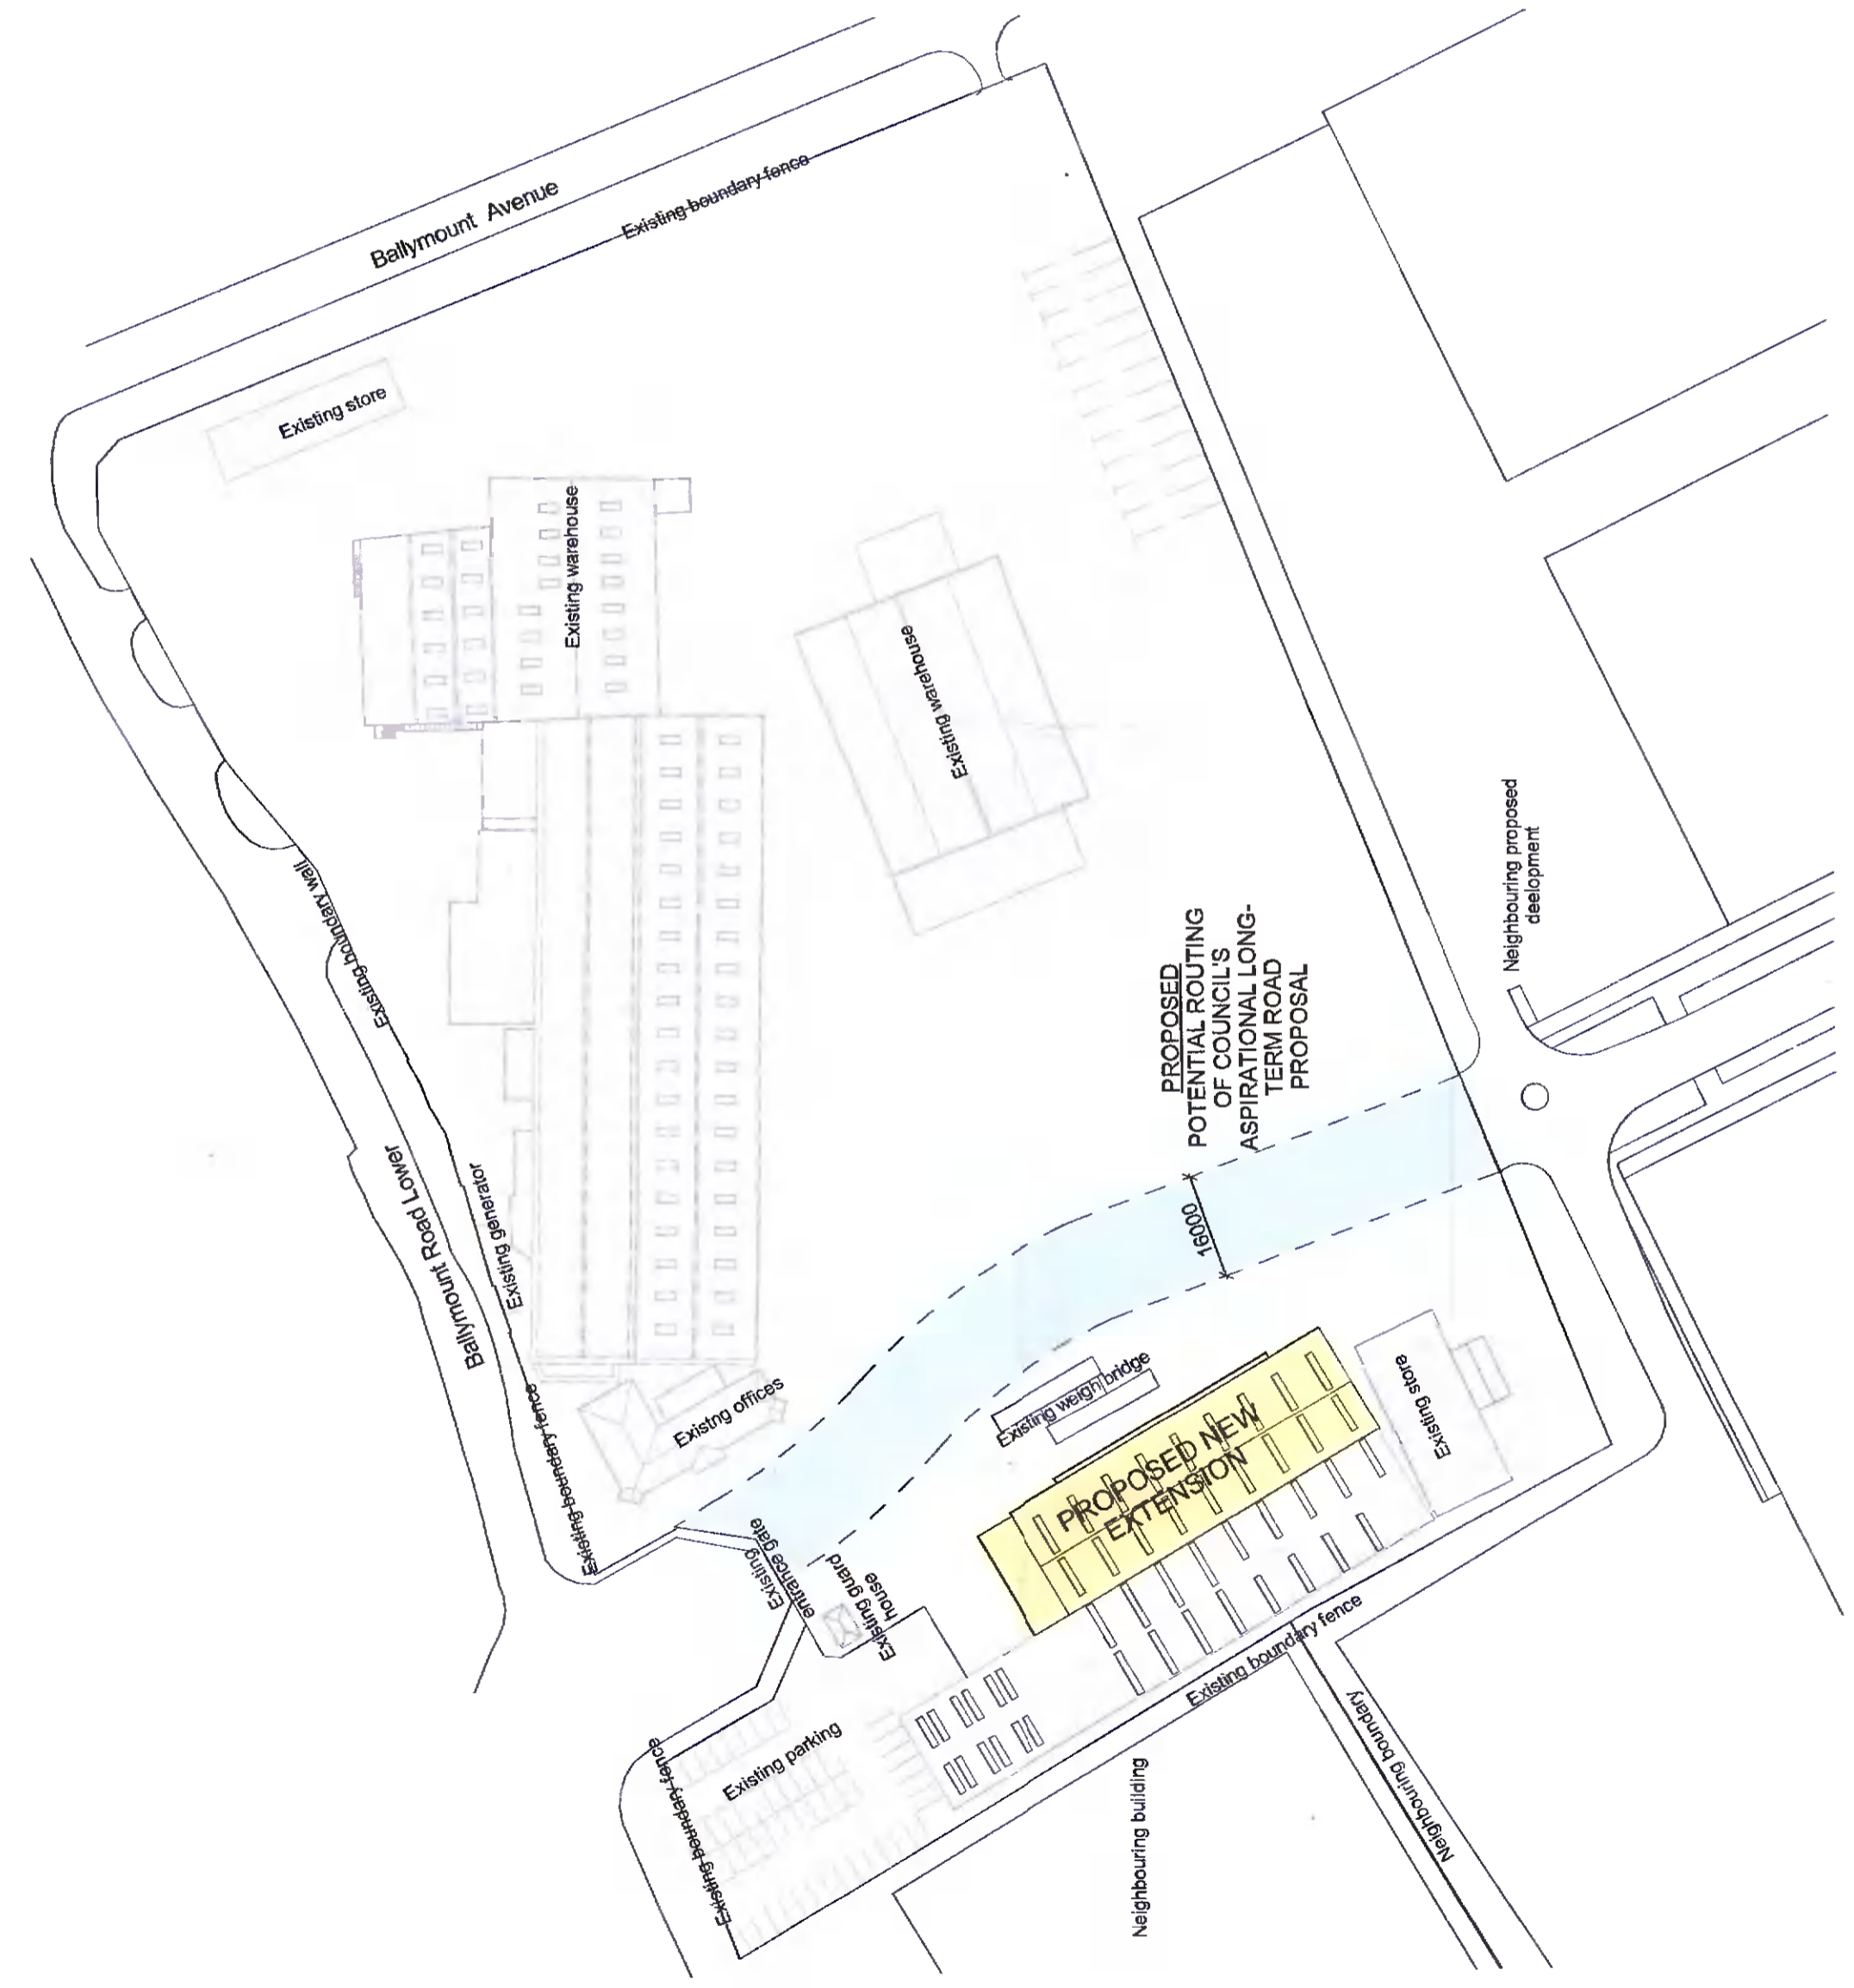 Ballymount Avenue
Existing boundary fence
Existing store
Existing warehouse
Existing warehouse
Existing boundary wall
Ballymount Road Lower
Existing generator
Neighbouring proposed
deelopment
PROPOSED
POTENTIAL ROUTING
OF COUNCIL'S
ASPIRATIONAL LONG-
TERM ROAD
PROPOSAL
16000
Existing boundary fence
Existng offices
Existing weigh bridge
PROPOSED NEW
EXTENSION
Existing store
Existing
entrance gate
Existing guard
house
Existing boundary fence
Existing parking
Existing boundary fence
Neighbouring building
Neighbouring boundary